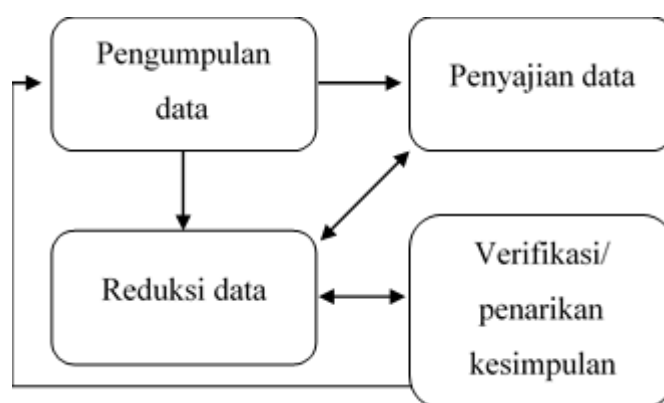 Pengumpulan
data
Penyajian data
Reduksi data
Verifikasi/
penarikan
kesimpulan